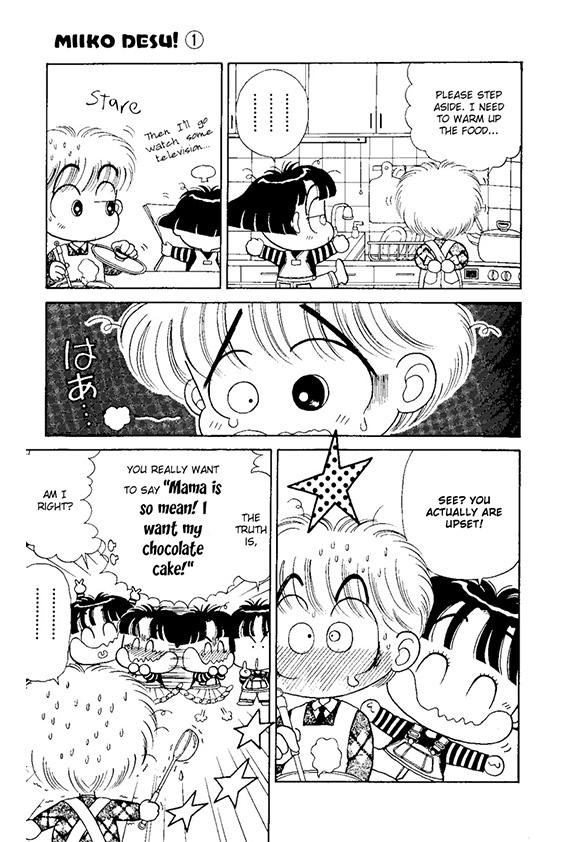 MIIKO DESU! ①
PLEASE STEP
ASIDE. I NEED
TO WARM UP
THE FOOD...
Stare
Then I'll go
watch some
television...
はぁ…
SEE? YOU
ACTUALLY ARE
UPSET!
THE
TRUTH
IS,
YOU REALLY WANT
TO SAY "Mama is
so mean! I
want my
chocolate
cake!"
AM I
RIGHT?